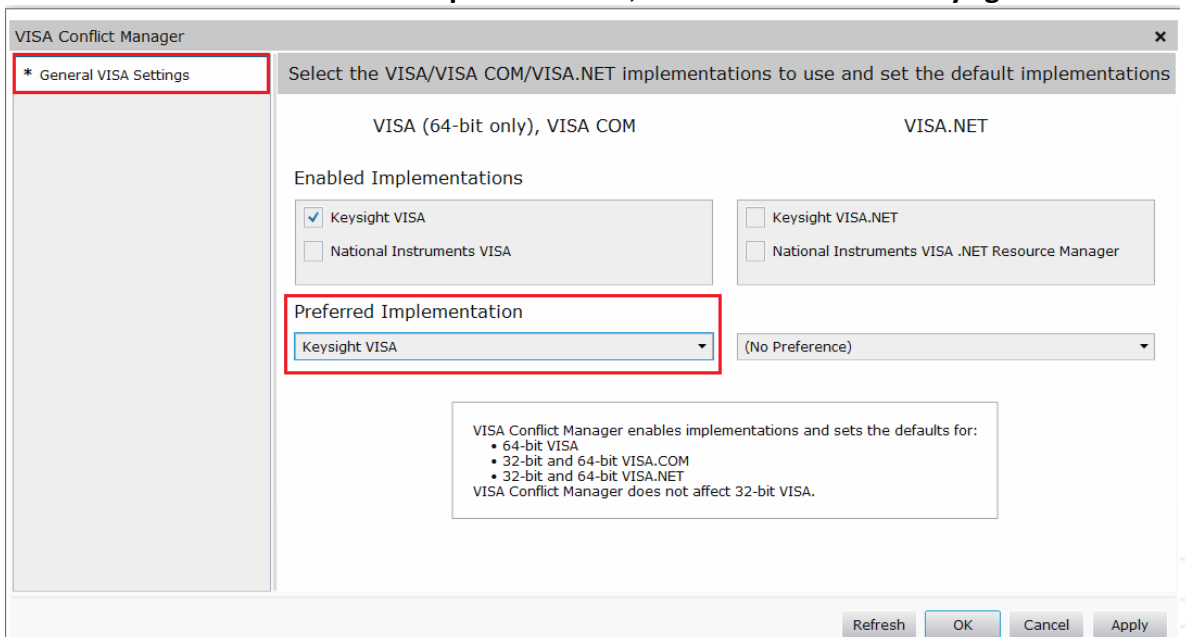 VISA Conflict Manager
* General VISA Settings
Select the VISA/VISA COM/VISA.NET implementations to use and set the default implementations
VISA (64-bit only), VISA COM
VISA.NET
Enabled Implementations
Keysight VISA
National Instruments VISA
Keysight VISA.NET
National Instruments VISA .NET Resource Manager
Preferred Implementation
Keysight VISA
(No Preference)
VISA Conflict Manager enables implementations and sets the defaults for:
• 64-bit VISA
• 32-bit and 64-bit VISA.COM
• 32-bit and 64-bit VISA.NET
VISA Conflict Manager does not affect 32-bit VISA.
Refresh OK Cancel Apply